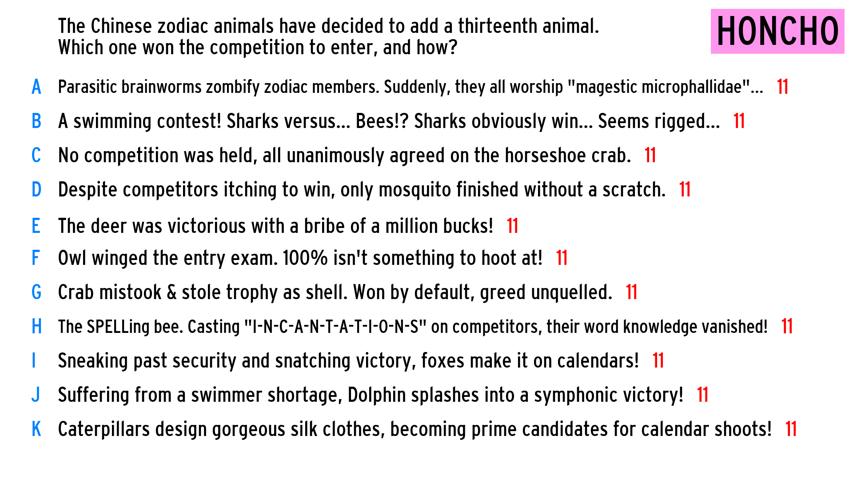 The Chinese zodiac animals have decided to add a thirteenth animal.
Which one won the competition to enter, and how?
HONCHO
A Parasitic brainworms zombify zodiac members. Suddenly, they all worship "magestic microphallidae"... 11
B A swimming contest! Sharks versus... Bees!? Sharks obviously win... Seems rigged... 11
C No competition was held, all unanimously agreed on the horseshoe crab. 11
D Despite competitors itching to win, only mosquito finished without a scratch. 11
E The deer was victorious with a bribe of a million bucks! 11
F Owl winged the entry exam. 100% isn't something to hoot at! 11
G Crab mistook & stole trophy as shell. Won by default, greed unquelled. 11
H The SPELLing bee. Casting "I-N-C-A-N-T-A-T-I-O-N-S" on competitors, their word knowledge vanished! 11
I Sneaking past security and snatching victory, foxes make it on calendars! 11
J Suffering from a swimmer shortage, Dolphin splashes into a symphonic victory! 11
K Caterpillars design gorgeous silk clothes, becoming prime candidates for calendar shoots! 11